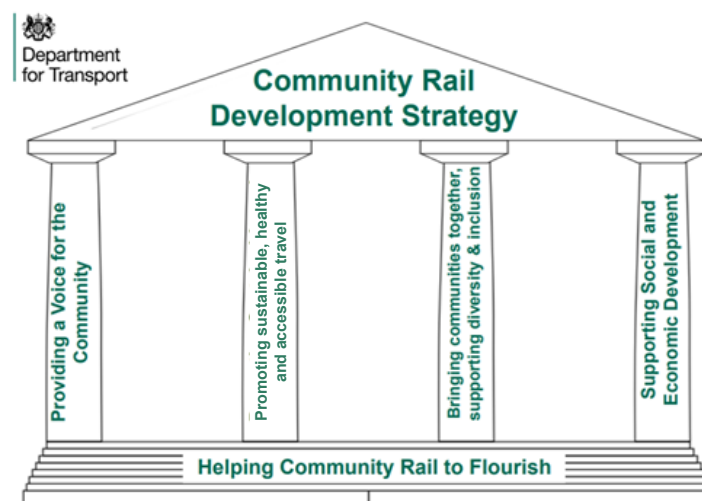 Department
for Transport
Community Rail
Development Strategy
Providing a Voice for the
Community
Promoting sustainable, healthy
and accessible travel
Bringing communities together,
supporting diversity & inclusion
Supporting Social and
Economic Development
Helping Community Rail to Flourish